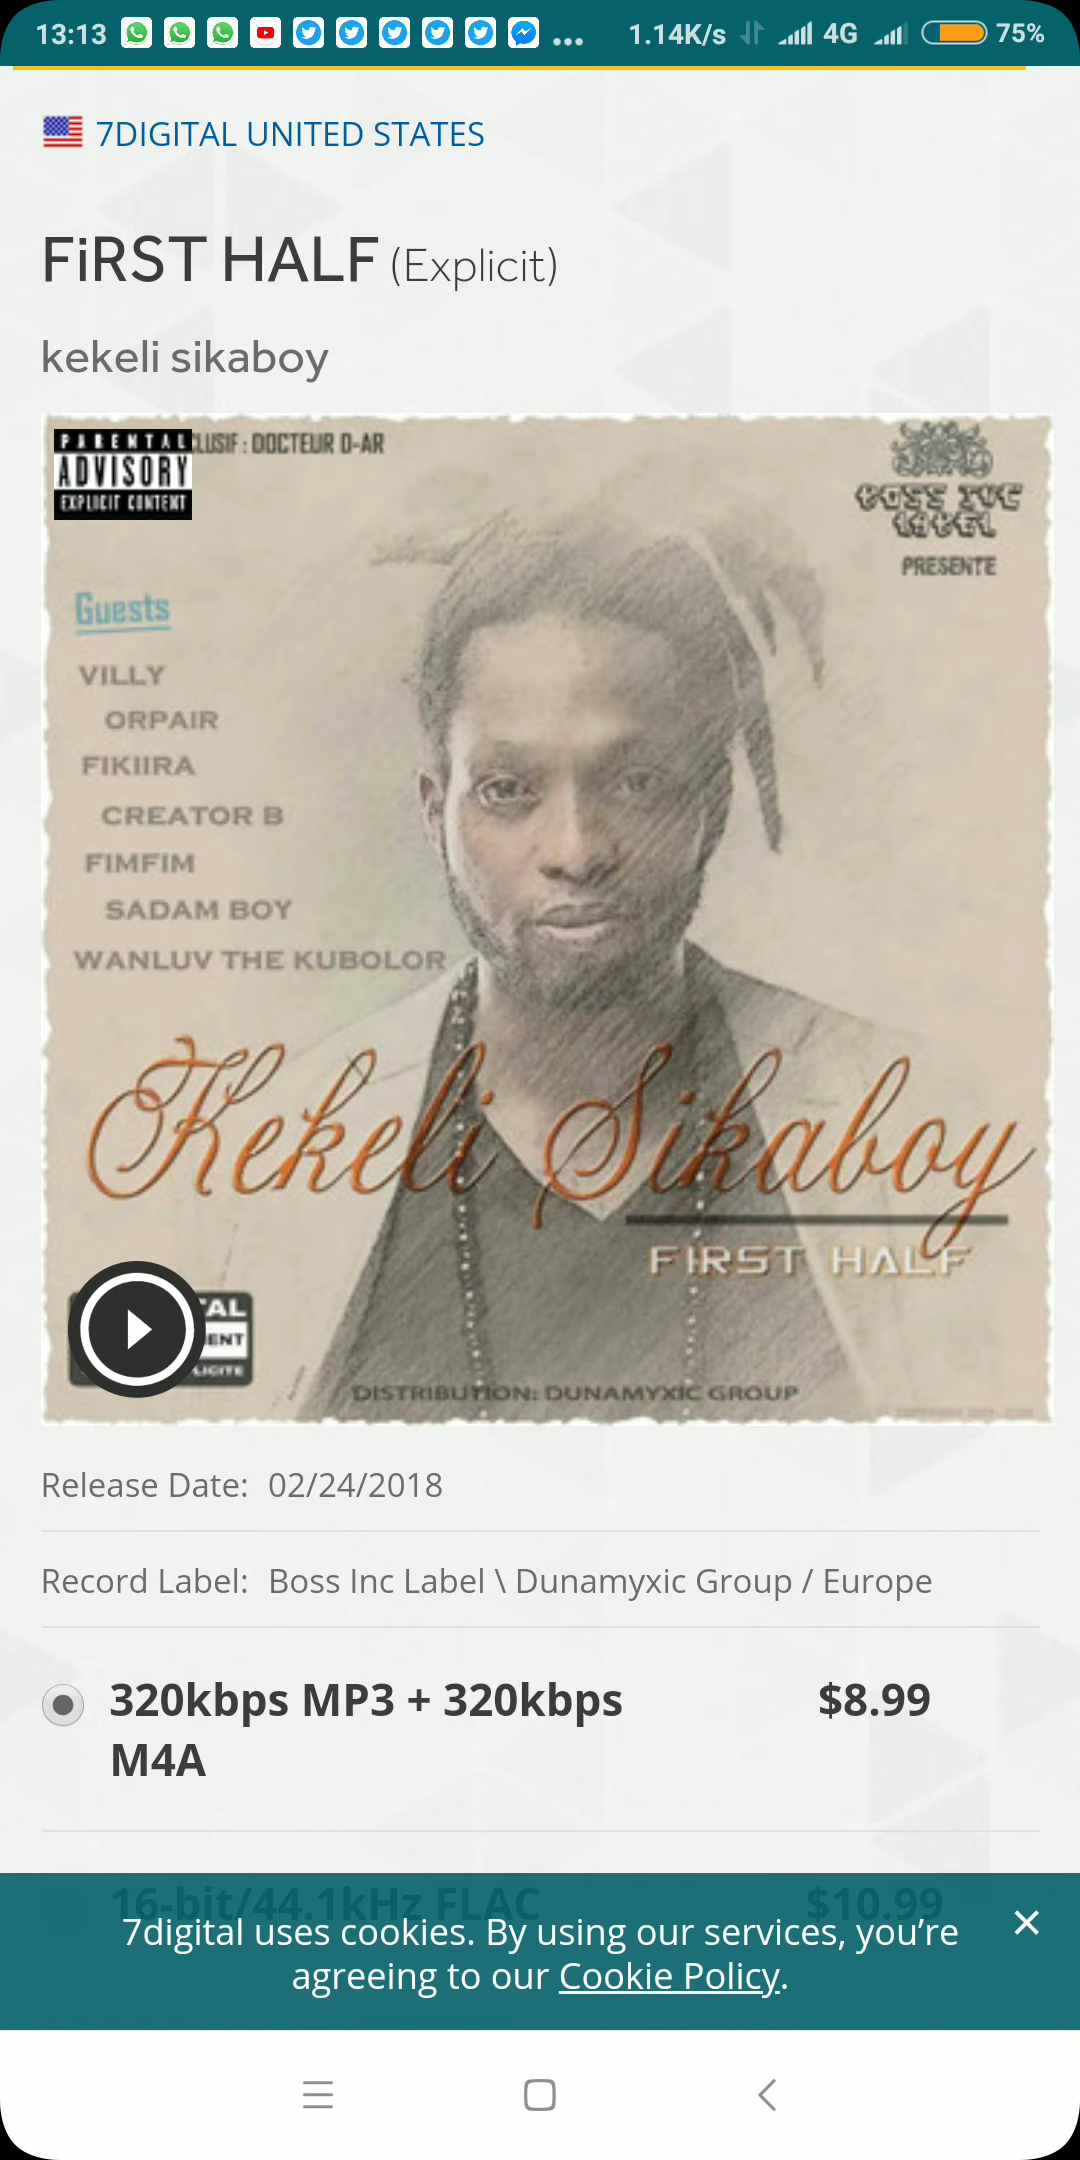 13:13 ... 1.14K/s 4G 75%
7DIGITAL UNITED STATES
FiRST HALF (Explicit)
kekeli sikaboy
PARENTAL
ADVISORY
EXPLICIT CONTENT
CLUSIF : DOCTEUR D-AR
BOSS INC
LABEL
PRESENTE
Guests
VILLY
ORPAIR
FIKIIRA
CREATOR B
FIMFIM
SADAM BOY
WANLUV THE KUBOLOR
Kekeli Sikaboy
FIRST HALF
DISTRIBUTION: DUNAMYXIC GROUP
Release Date: 02/24/2018
Record Label: Boss Inc Label \ Dunamyxic Group / Europe
320kbps MP3 + 320kbps
M4A
$8.99
16-bit/44.1kHz FLAC $10.99
7digital uses cookies. By using our services, you’re
agreeing to our Cookie Policy.